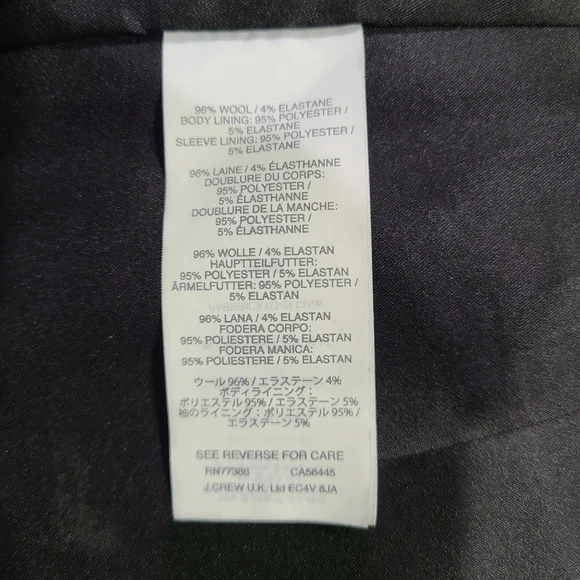 96% WOOL / 4% ELASTANE
BODY LINING: 95% POLYESTER /
5% ELASTANE
SLEEVE LINING: 95% POLYESTER /
5% ELASTANE
96% LAINE / 4% ÉLASTHANNE
DOUBLURE DU CORPS:
95% POLYESTER /
5% ÉLASTHANNE
DOUBLURE DE LA MANCHE:
95% POLYESTER /
5% ÉLASTHANNE
96% WOLLE / 4% ELASTAN
HAUPTTEILFUTTER:
95% POLYESTER / 5% ELASTAN
ÄRMELFUTTER: 95% POLYESTER /
5% ELASTAN
96% LANA / 4% ELASTAN
FODERA CORPO:
95% POLIESTERE / 5% ELASTAN
FODERA MANICA:
95% POLIESTERE / 5% ELASTAN
ウール 96% / エラステーン 4%
ボディライニング：
ポリエステル 95% / エラステーン 5%
袖のライニング：ポリエステル 95% /
エラステーン 5%
SEE REVERSE FOR CARE
RN77388 CA56445
J.CREW U.K. Ltd EC4V 6JA